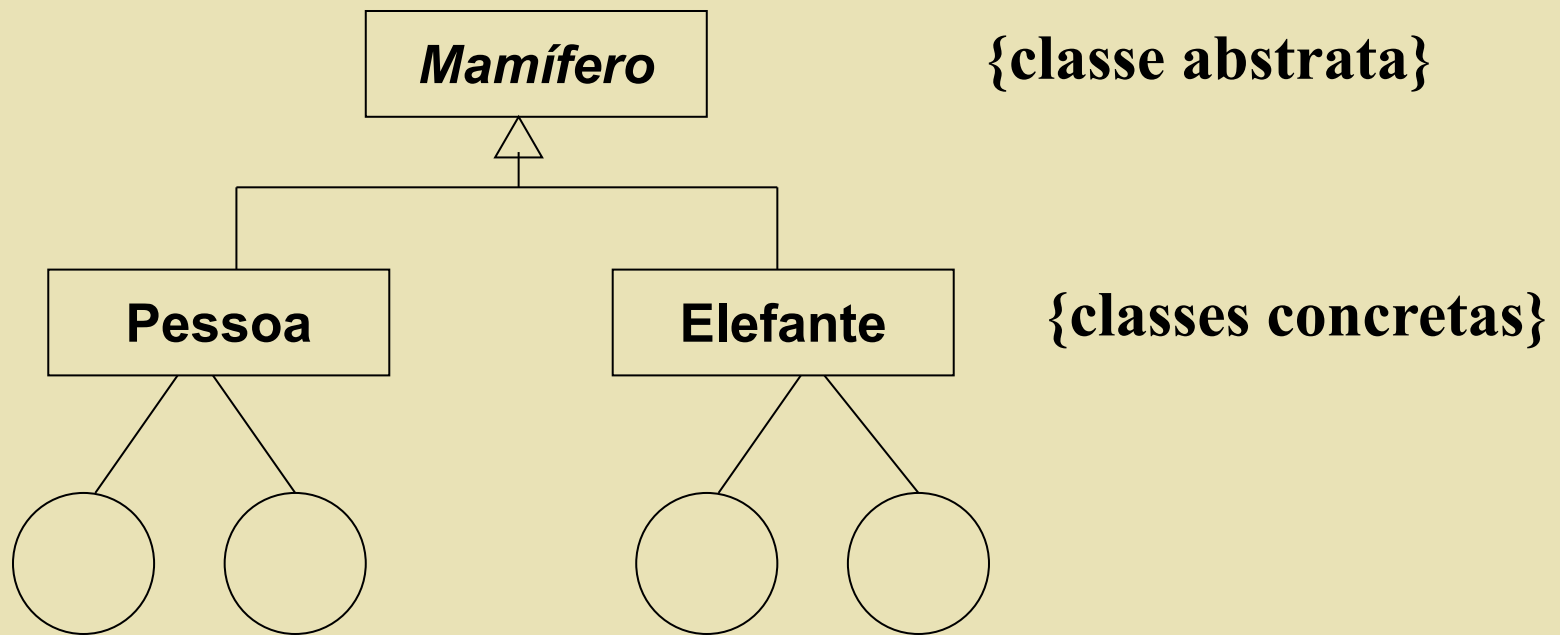 Mamífero
{classe abstrata}
Pessoa
Elefante
{classes concretas}